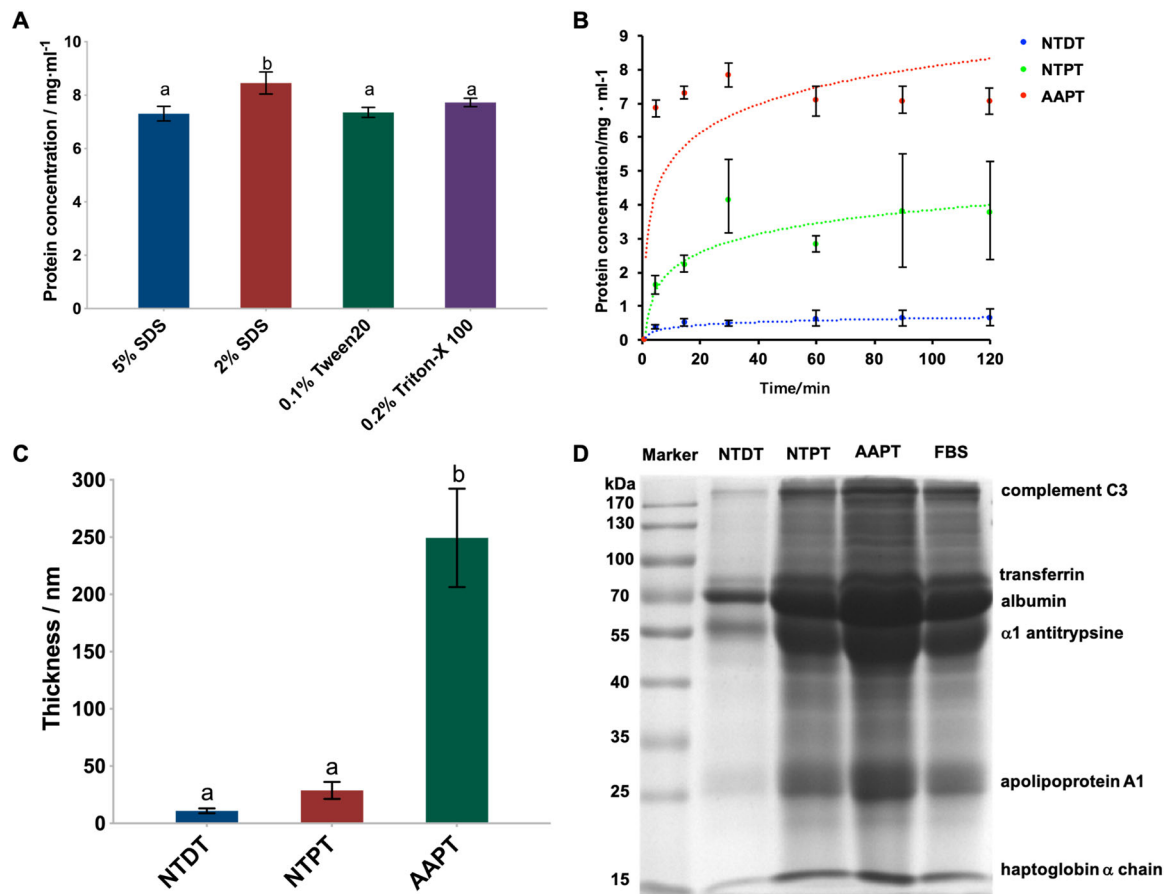 A
Protein concentration / mg·ml-1
10
8
6
4
2
0
a
b
a
a
5% SDS
2% SDS
0.1% Tween20
0.2% Triton-X 100
B
Protein concentration/mg · ml-1
9
8
7
6
5
4
3
2
1
0
0
20
40
60
80
100
120
Time/min
NTDT
NTPT
AAPT
C
Thickness / nm
300
250
200
150
100
50
0
a
a
b
NTDT
NTPT
AAPT
D
Marker NTDT NTPT AAPT FBS
kDa
170
130
100
70
55
40
35
25
15
complement C3
transferrin
albumin
α1 antitrypsine
apolipoprotein A1
haptoglobin α chain